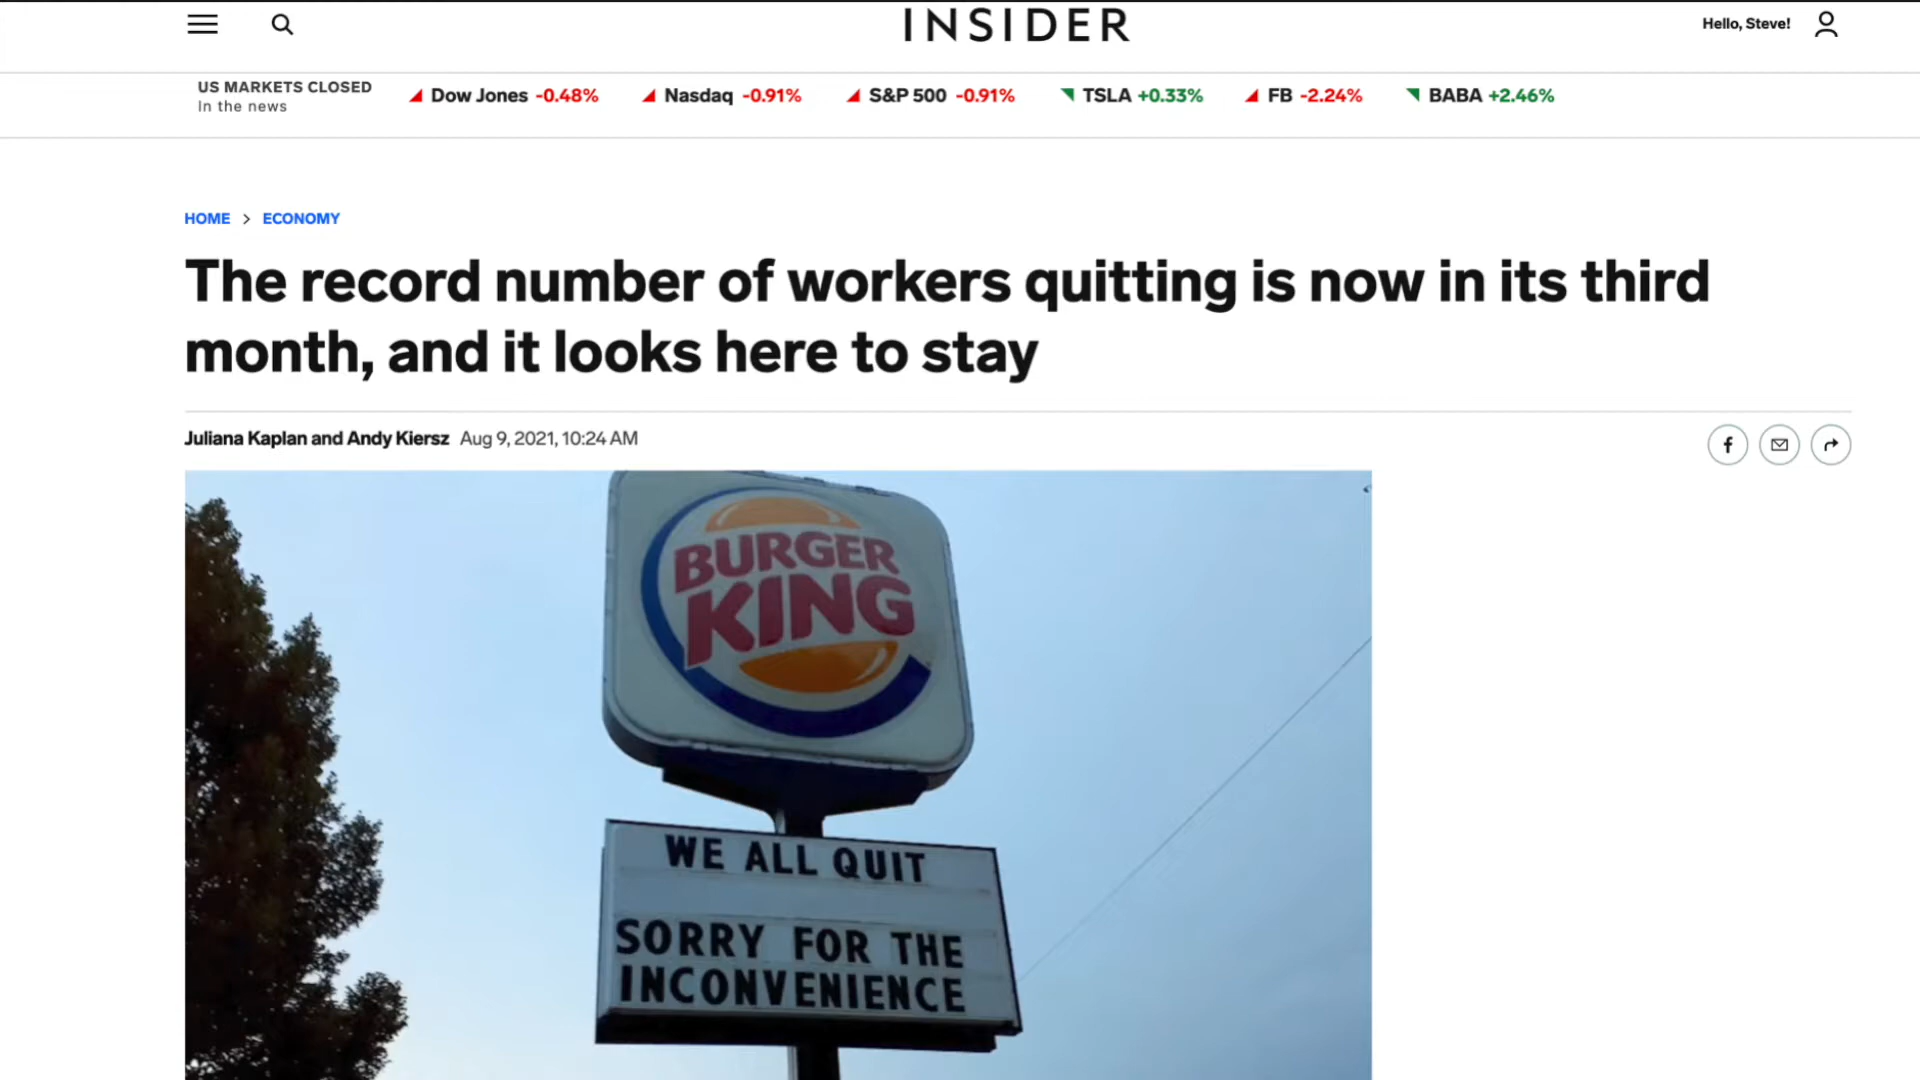 INSIDER
Hello, Steve!
US MARKETS CLOSED
In the news
Dow Jones -0.48%
Nasdaq -0.91%
S&P 500 -0.91%
TSLA +0.33%
FB -2.24%
BABA +2.46%
HOME > ECONOMY
The record number of workers quitting is now in its third
month, and it looks here to stay
Juliana Kaplan and Andy Kiersz Aug 9, 2021, 10:24 AM
BURGER
KING
WE ALL QUIT
SORRY FOR THE
INCONVENIENCE